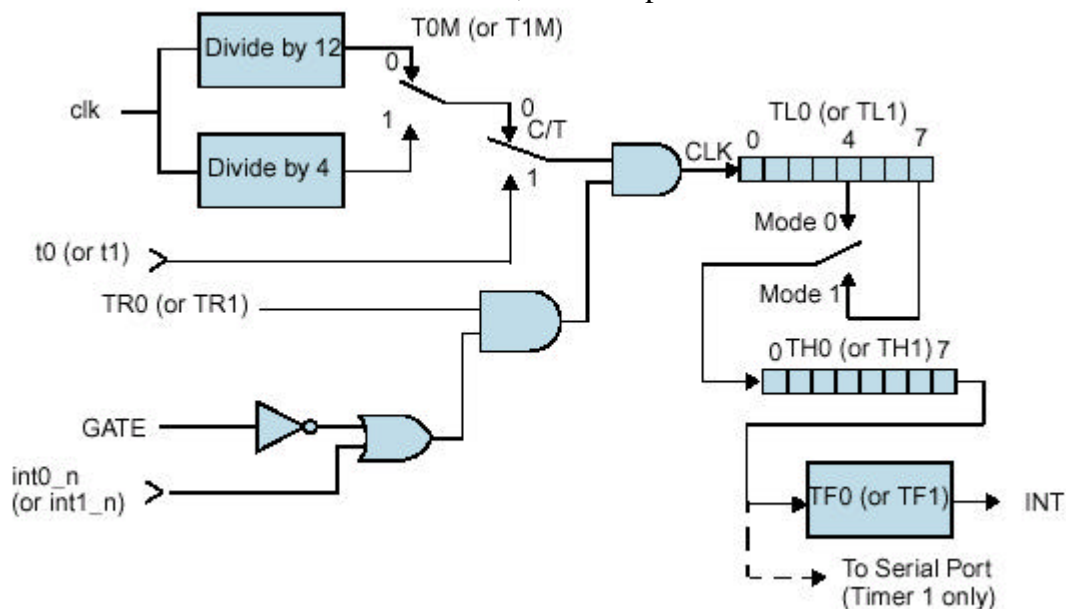 T0M (or T1M)
Divide by 12
0
clk
1
0
C/T
Divide by 4
1
CLK
TL0 (or TL1)
0 4 7
t0 (or t1)
Mode 0
TR0 (or TR1)
Mode 1
0 TH0 (or TH1) 7
GATE
int0_n
(or int1_n)
TF0 (or TF1)
INT
To Serial Port
(Timer 1 only)